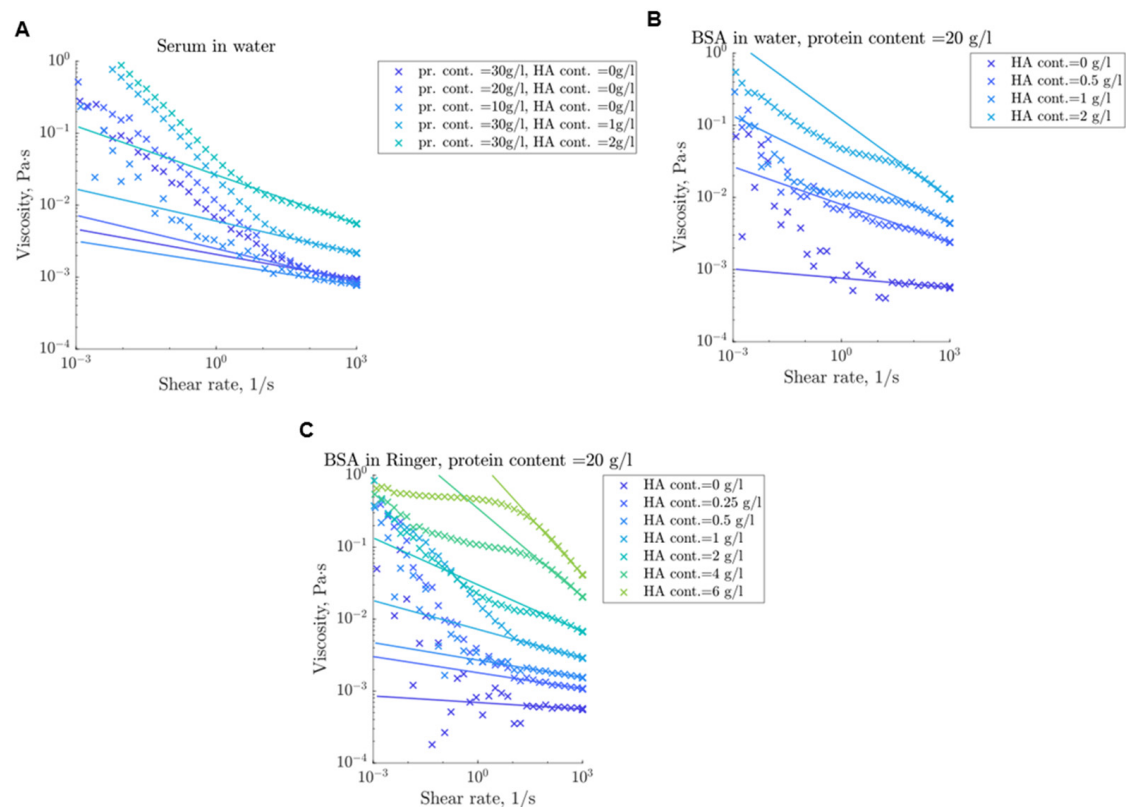 A
Serum in water
Viscosity, Pa·s
10^0
10^-1
10^-2
10^-3
10^-4
10^-3
10^0
10^3
Shear rate, 1/s
pr. cont. =30g/l, HA cont. =0g/l
pr. cont. =20g/l, HA cont. =0g/l
pr. cont. =10g/l, HA cont. =0g/l
pr. cont. =30g/l, HA cont. =1g/l
pr. cont. =30g/l, HA cont. =2g/l
B
BSA in water, protein content =20 g/l
Viscosity, Pa·s
10^0
10^-1
10^-2
10^-3
10^-4
10^-3
10^0
10^3
Shear rate, 1/s
HA cont.=0 g/l
HA cont.=0.5 g/l
HA cont.=1 g/l
HA cont.=2 g/l
C
BSA in Ringer, protein content =20 g/l
Viscosity, Pa·s
10^0
10^-1
10^-2
10^-3
10^-4
10^-3
10^0
10^3
Shear rate, 1/s
HA cont.=0 g/l
HA cont.=0.25 g/l
HA cont.=0.5 g/l
HA cont.=1 g/l
HA cont.=2 g/l
HA cont.=4 g/l
HA cont.=6 g/l